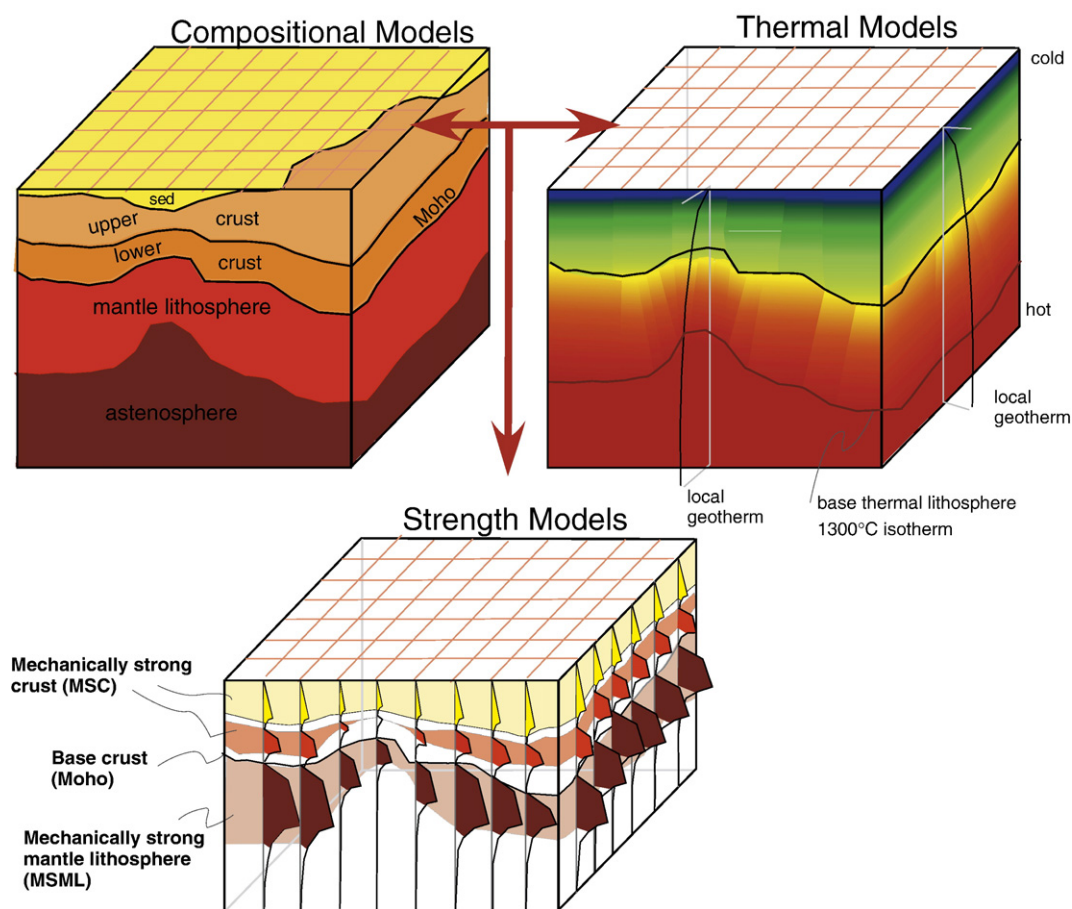 Compositional Models
Thermal Models
cold
sed
upper crust
Moho
lower crust
mantle lithosphere
hot
astenosphere
local
geotherm
local
geotherm
base thermal lithosphere
1300°C isotherm
Strength Models
Mechanically strong
crust (MSC)
Base crust
(Moho)
Mechanically strong
mantle lithosphere
(MSML)